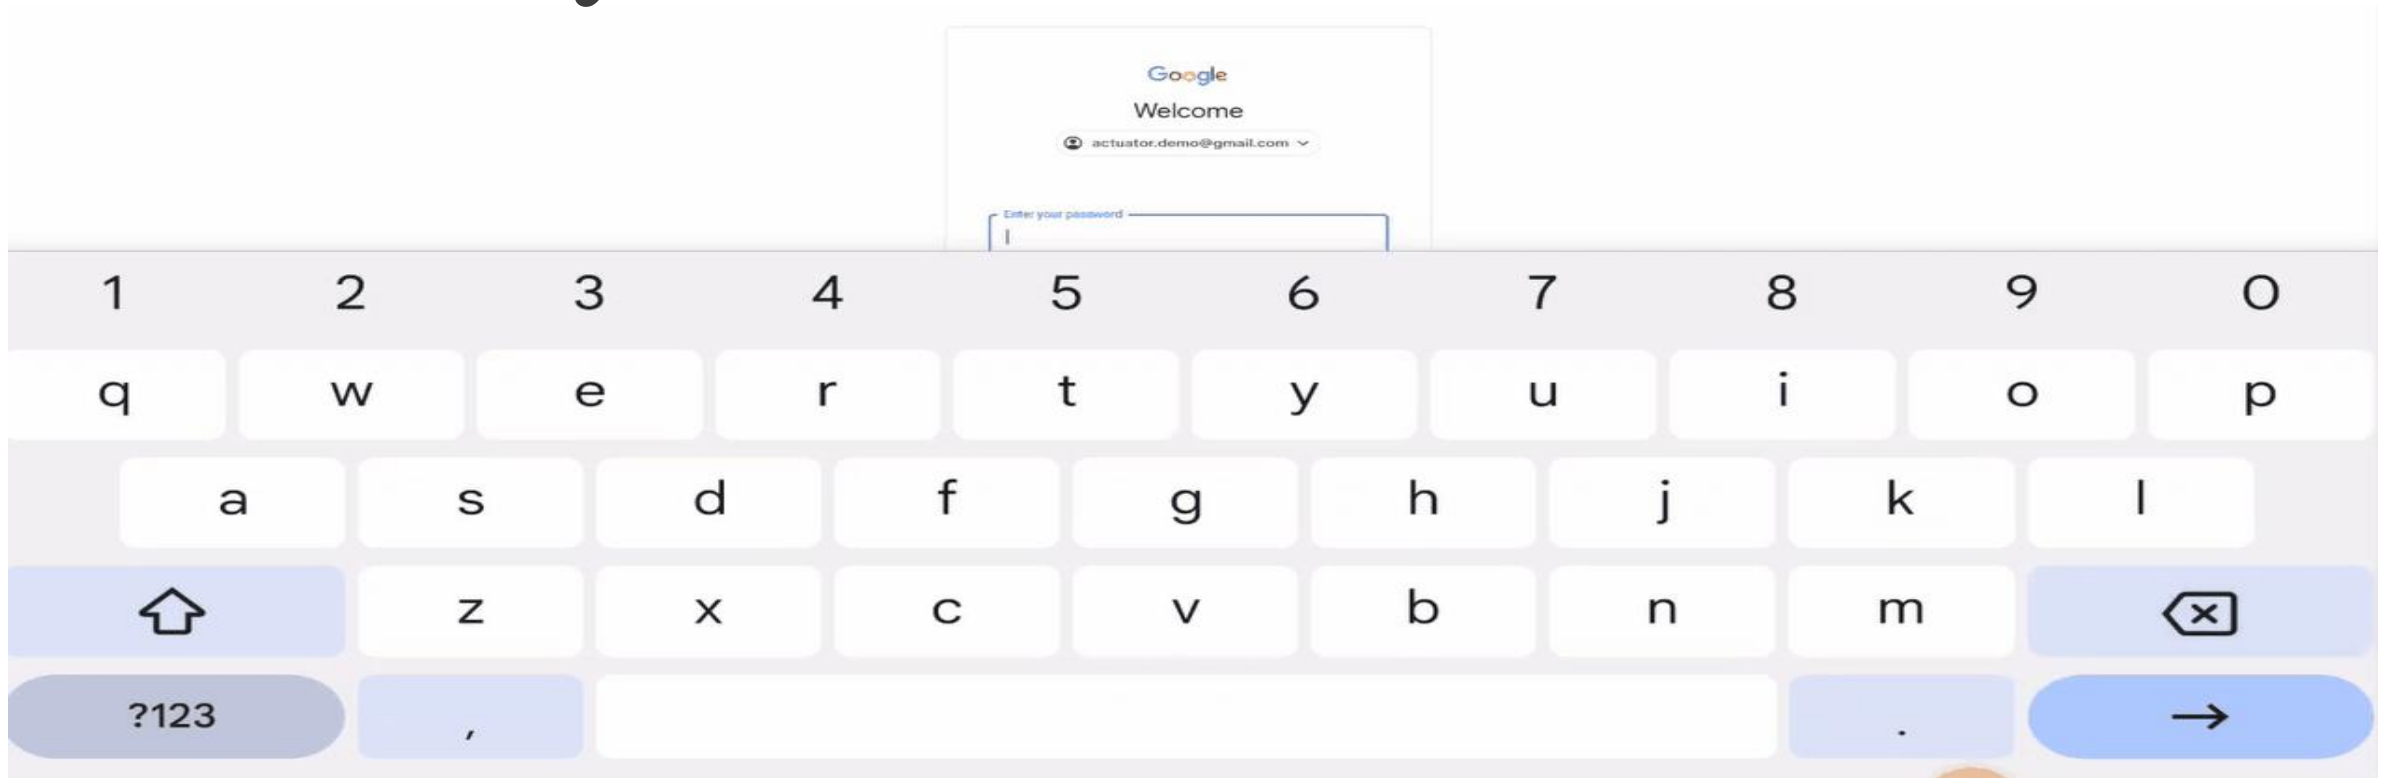 Google
Welcome
actuator.demo@gmail.com
Enter your password
1 2 3 4 5 6 7 8 9 0
q w e r t y u i o p
a s d f g h j k l
z x c v b n m
?123 , .